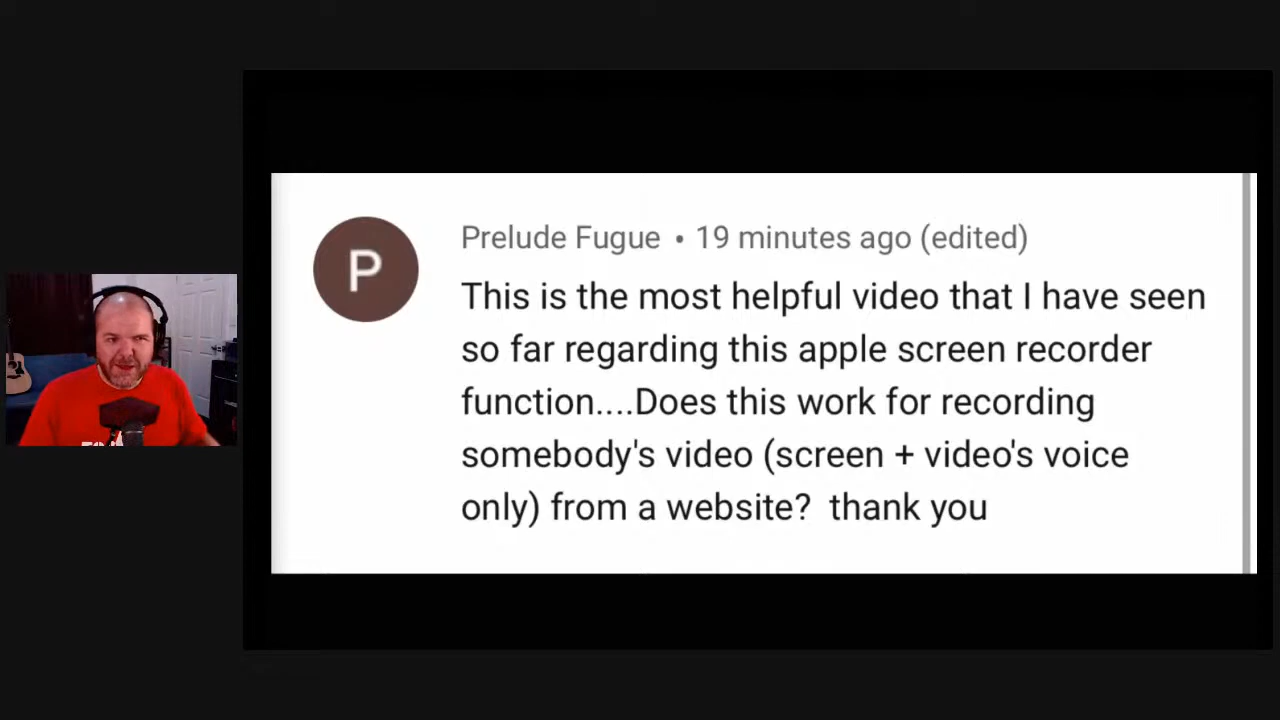 P
Prelude Fugue • 19 minutes ago (edited)
This is the most helpful video that I have seen
so far regarding this apple screen recorder
function....Does this work for recording
somebody's video (screen + video's voice
only) from a website?  thank you